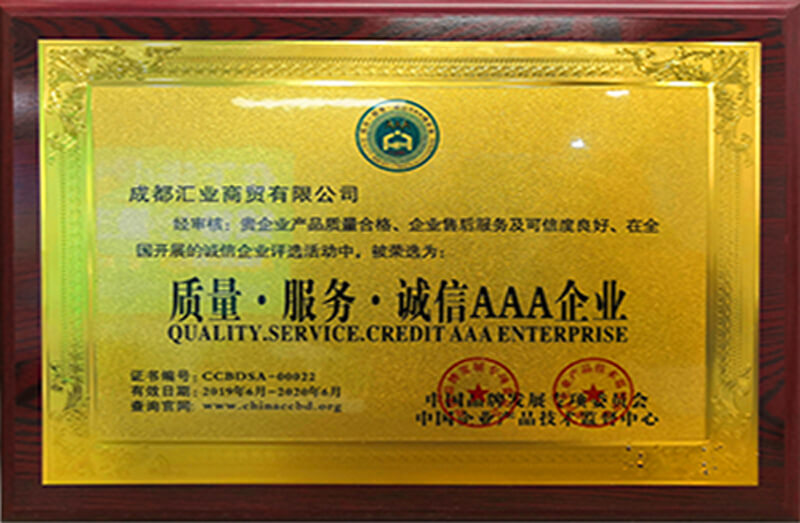 成都汇业商贸有限公司
经审核：贵企业产品质量合格、企业售后服务及可信度良好、在全
国开展的诚信企业评选活动中，被荣选为：
质量·服务·诚信AAA企业
QUALITY.SERVICE.CREDIT AAA ENTERPRISE
证书编号：CCBDSA-00022
有效日期：2019年6月-2020年6月
查询官网：www.chinaccbd.org
中国品牌发展专项委员会
中国企业产品技术监督中心